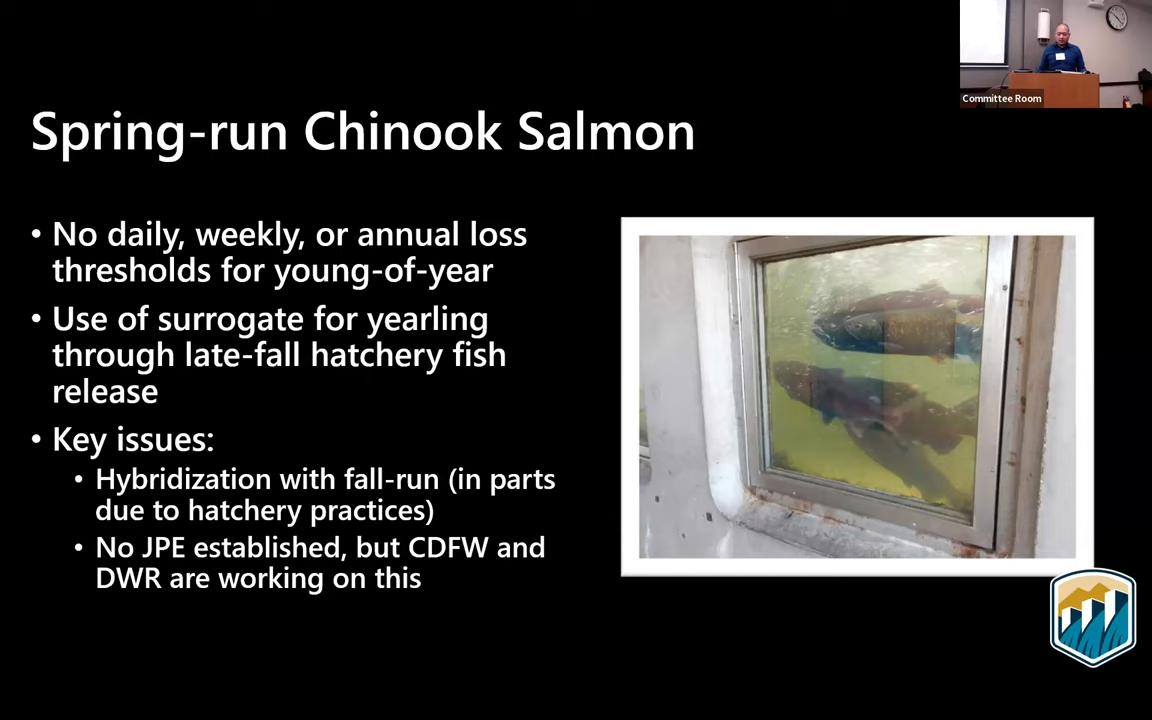 Committee Room
Spring-run Chinook Salmon
• No daily, weekly, or annual loss
thresholds for young-of-year
• Use of surrogate for yearling
through late-fall hatchery fish
release
• Key issues:
• Hybridization with fall-run (in parts
due to hatchery practices)
• No JPE established, but CDFW and
DWR are working on this